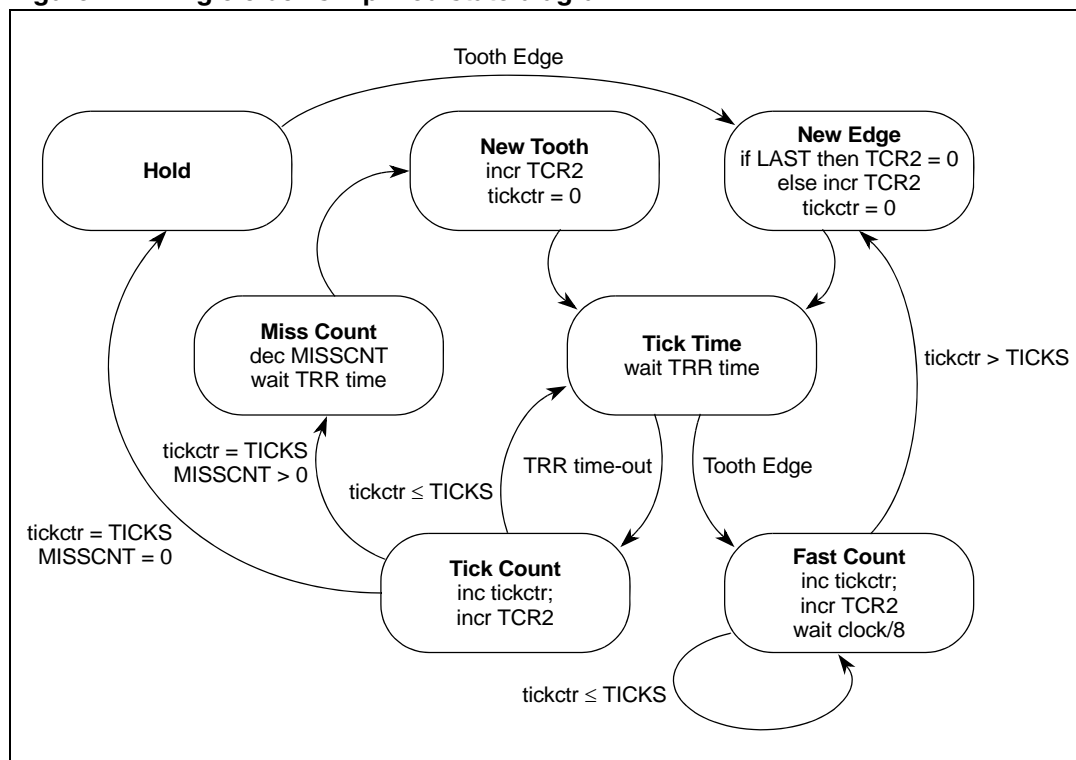 Tooth Edge
Hold
New Tooth
incr TCR2
tickctr = 0
New Edge
if LAST then TCR2 = 0
else incr TCR2
tickctr = 0
Miss Count
dec MISSCNT
wait TRR time
Tick Time
wait TRR time
tickctr > TICKS
tickctr = TICKS
MISSCNT > 0
tickctr ≤ TICKS
TRR time-out
Tooth Edge
tickctr = TICKS
MISSCNT = 0
Tick Count
inc tickctr;
incr TCR2
Fast Count
inc tickctr;
incr TCR2
wait clock/8
tickctr ≤ TICKS